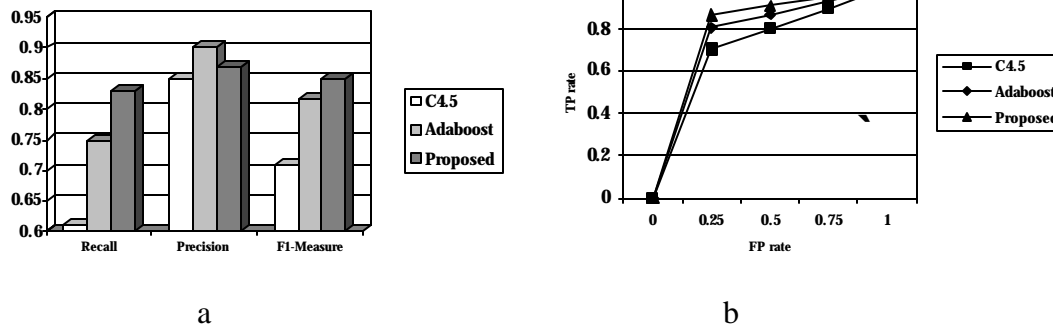 0.95
0.9
0.85
0.8
0.75
0.7
0.65
0.6
Recall Precision F1-Measure
C4.5
Adaboost
Proposed
a
0.8
0.6
0.4
0.2
0
TP rate
0 0.25 0.5 0.75 1
FP rate
C4.5
Adaboost
Proposed
b